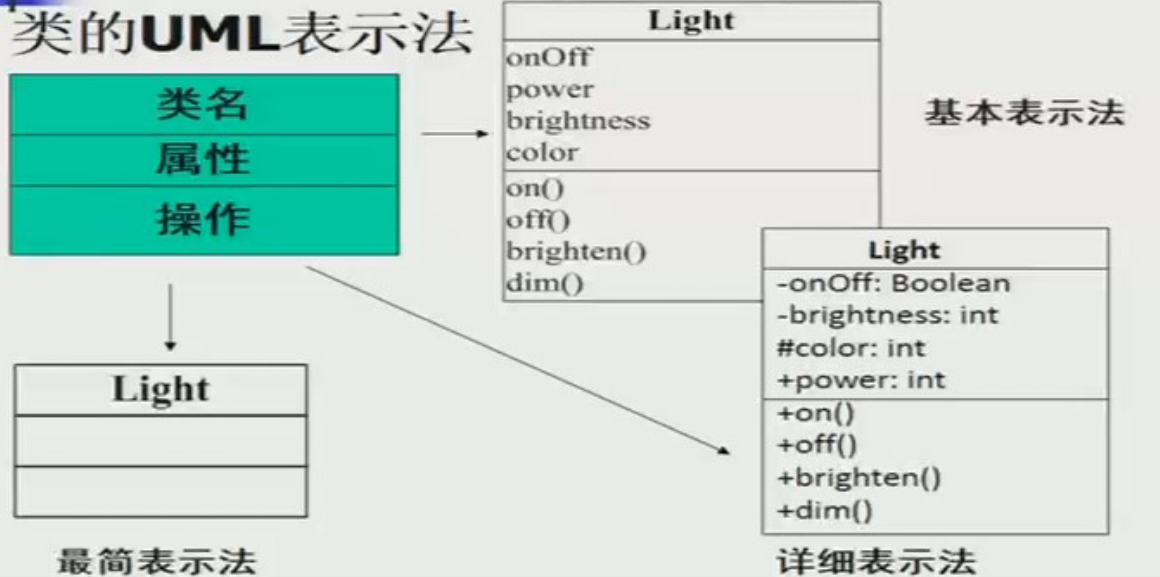 类的UML表示法
类名
属性
操作
Light
onOff
power
brightness
color
on()
off()
brighten()
dim()
基本表示法
Light
-onOff: Boolean
-brightness: int
#color: int
+power: int
+on()
+off()
+brighten()
+dim()
详细表示法
Light
最简表示法